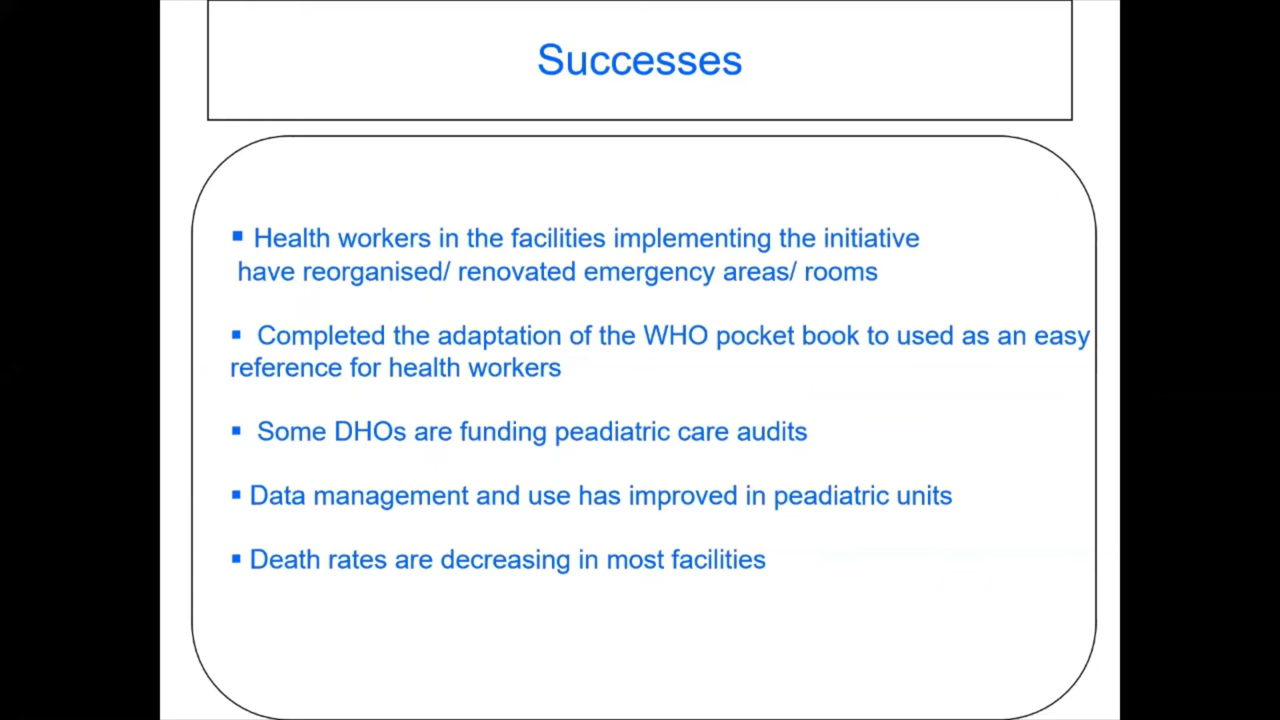 Successes
▪ Health workers in the facilities implementing the initiative
have reorganised/ renovated emergency areas/ rooms
▪ Completed the adaptation of the WHO pocket book to used as an easy
reference for health workers
▪ Some DHOs are funding peadiatric care audits
▪ Data management and use has improved in peadiatric units
▪ Death rates are decreasing in most facilities